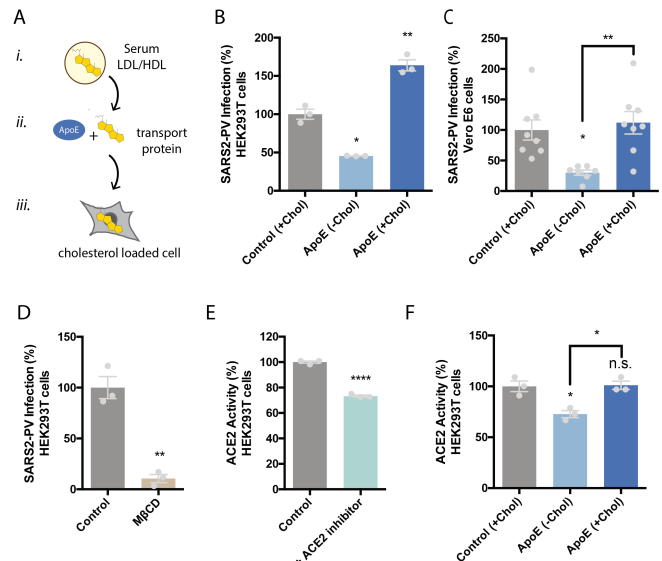 A
i.
Serum
LDL/HDL
ii.
ApoE
+
transport
protein
iii.
cholesterol loaded cell
B
SARS2-PV Infection (%)
HEK293T cells
200
150
100
50
0
*
**
Control (+Chol)
ApoE (-Chol)
ApoE (+Chol)
C
SARS2-PV Infection (%)
Vero E6 cells
250
200
150
100
50
0
*
**
Control (+Chol)
ApoE (-Chol)
ApoE (+Chol)
D
SARS2-PV Infection (%)
HEK293T cells
150
100
50
0
**
Control
MβCD
E
ACE2 Activity (%)
HEK293T cells
120
100
80
60
40
20
0
****
Control
ACE2 inhibitor
F
ACE2 Activity (%)
HEK293T cells
150
100
50
0
*
*
n.s.
Control (+Chol)
ApoE (-Chol)
ApoE (+Chol)